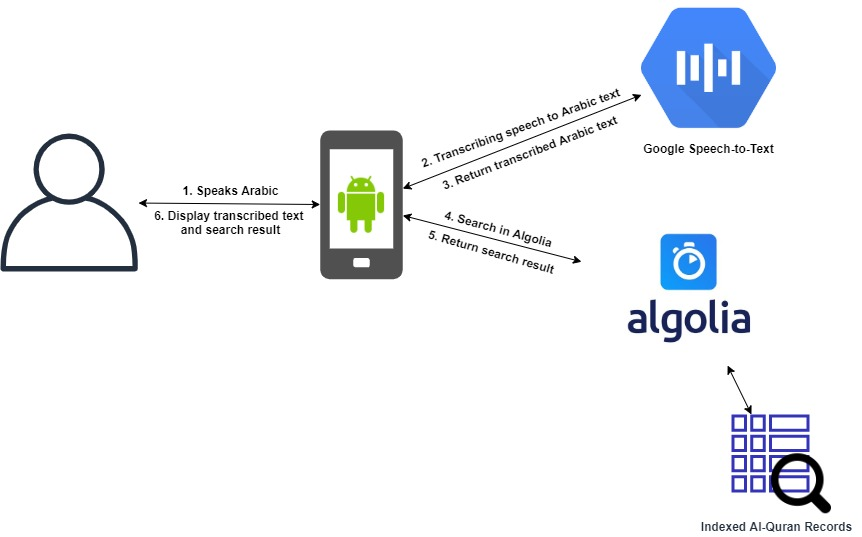 1. Speaks Arabic
6. Display transcribed text
and search result
2. Transcribing speech to Arabic text
3. Return transcribed Arabic text
Google Speech-to-Text
4. Search in Algolia
5. Return search result
algolia
Indexed Al-Quran Records